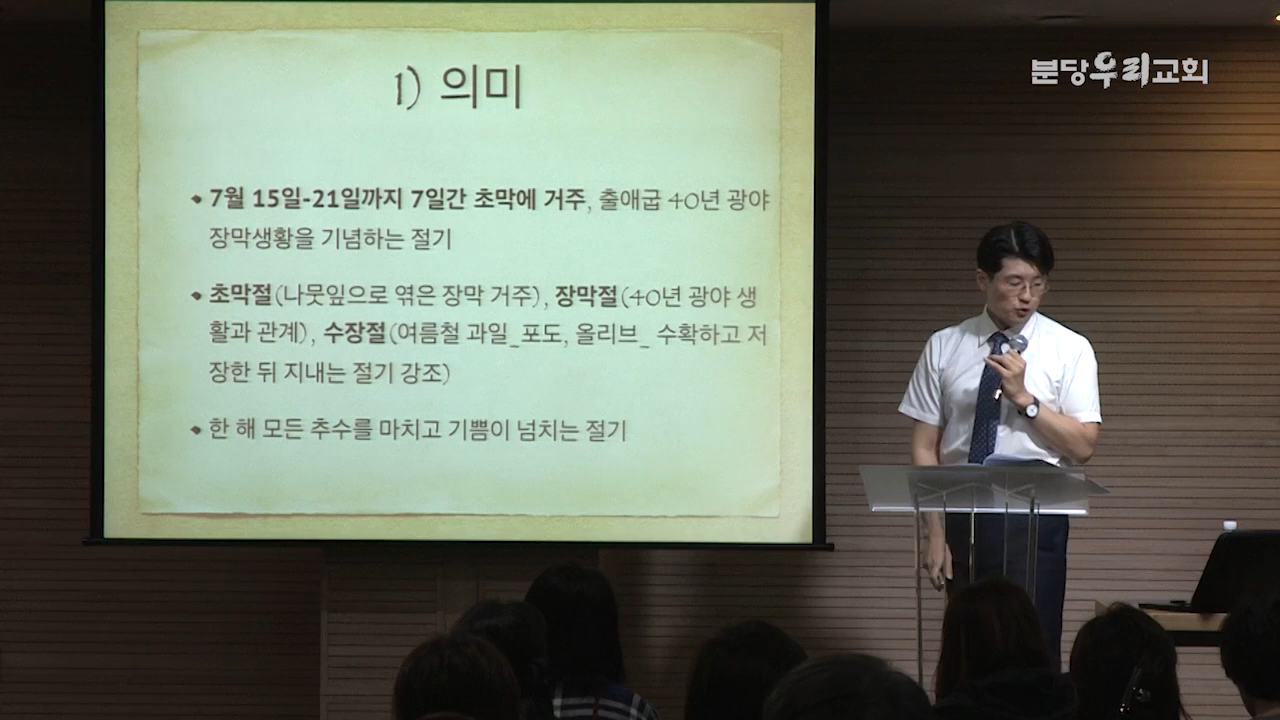 분당우리교회
1) 의미
7월 15일-21일까지 7일간 초막에 거주, 출애굽 40년 광야
장막생황을 기념하는 절기
초막절(나뭇잎으로 엮은 장막 거주), 장막절(40년 광야 생
활과 관계), 수장절(여름철 과일_포도, 올리브_ 수확하고 저
장한 뒤 지내는 절기 강조)
한 해 모든 추수를 마치고 기쁨이 넘치는 절기